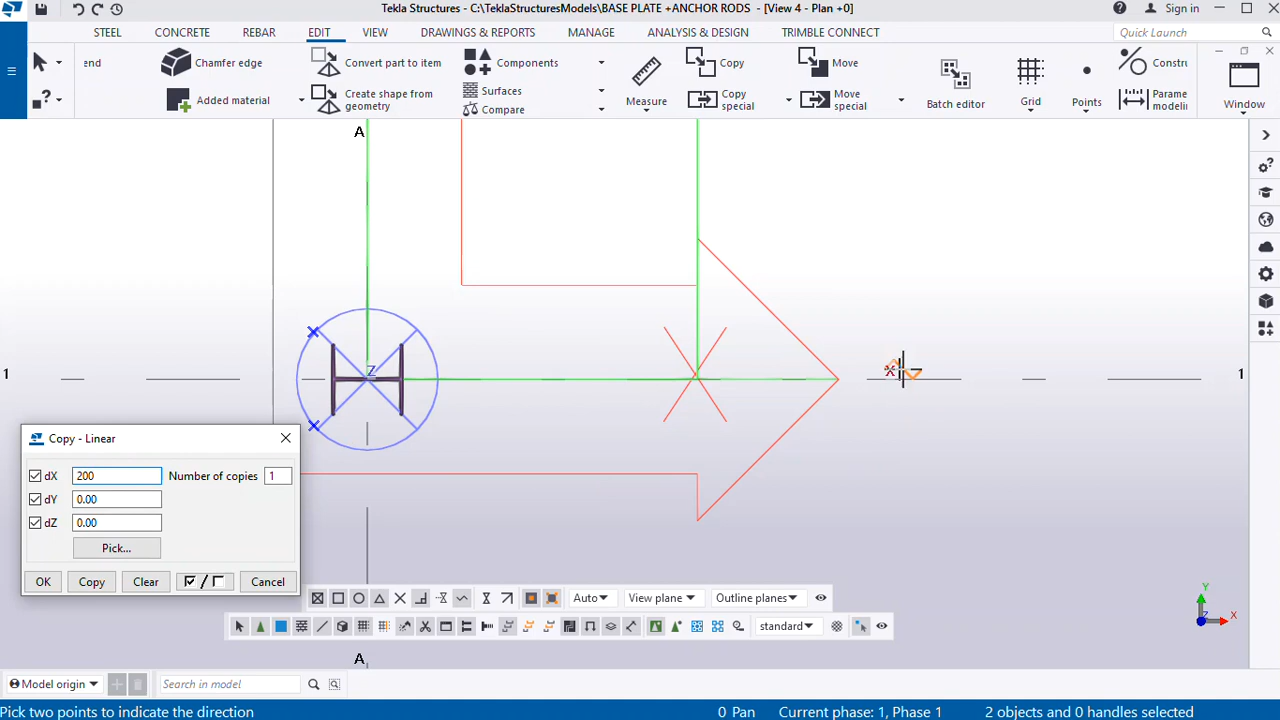 Tekla Structures - C:\TeklaStructuresModels\BASE PLATE +ANCHOR RODS - [View 4 - Plan +0]
Sign in
STEEL CONCRETE REBAR EDIT VIEW DRAWINGS & REPORTS MANAGE ANALYSIS & DESIGN TRIMBLE CONNECT
Quick Launch
end
Chamfer edge
Added material
Convert part to item
Create shape from
geometry
Components
Surfaces
Compare
Measure
Copy
Copy
special
Move
Move
special
Batch editor
Grid
Points
Constru
Parame
modelin
Window
A
Z
X
1
1
Copy - Linear
dX 200 Number of copies 1
dY 0.00
dZ 0.00
Pick...
OK Copy Clear / Cancel
Auto View plane Outline planes
standard
Y
Z X
A
Model origin
Search in model
Pick two points to indicate the direction
0 Pan
Current phase: 1, Phase 1
2 objects and 0 handles selected